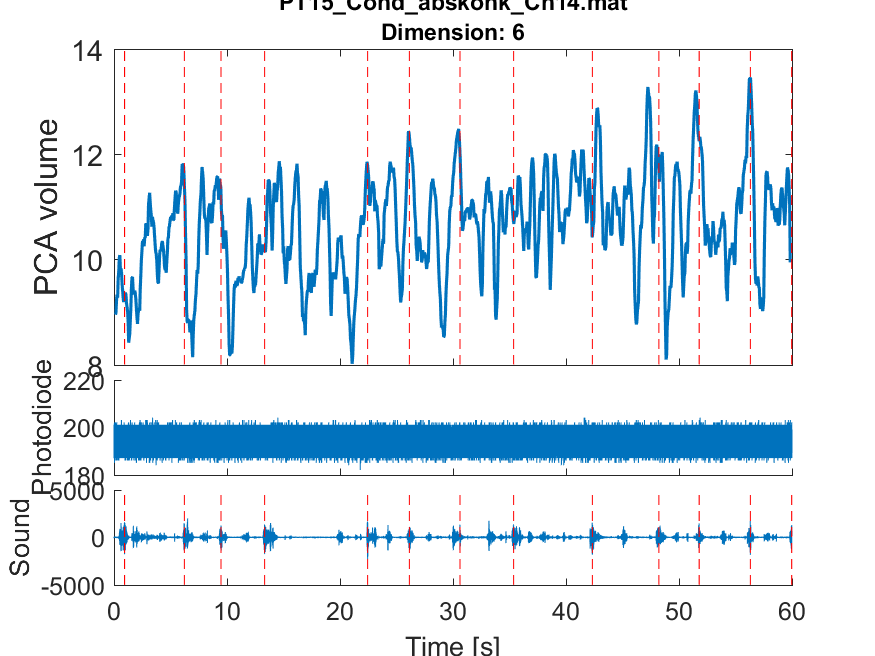 PT15_Cond_abskonk_Ch14.mat
Dimension: 6
14
12
10
8
PCA volume
220
200
180
Photodiode
5000
0
-5000
Sound
0 10 20 30 40 50 60
Time [s]